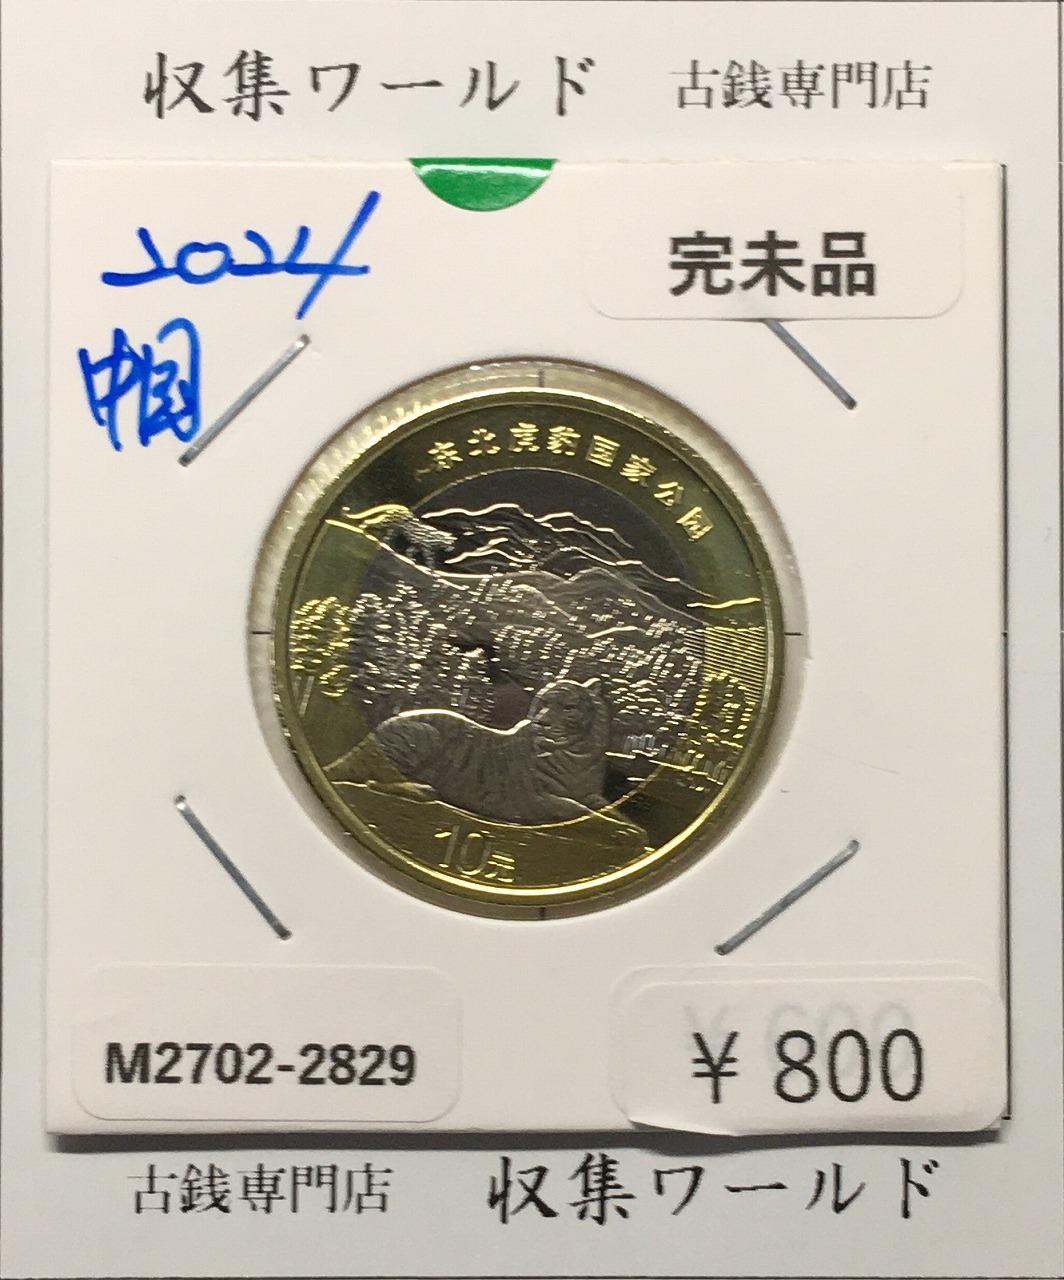 収集ワールド 古銭専門店
2024 完未品
中国
东北虎豹国家公园
10元
M2702-2829 ¥800
古銭専門店 収集ワールド